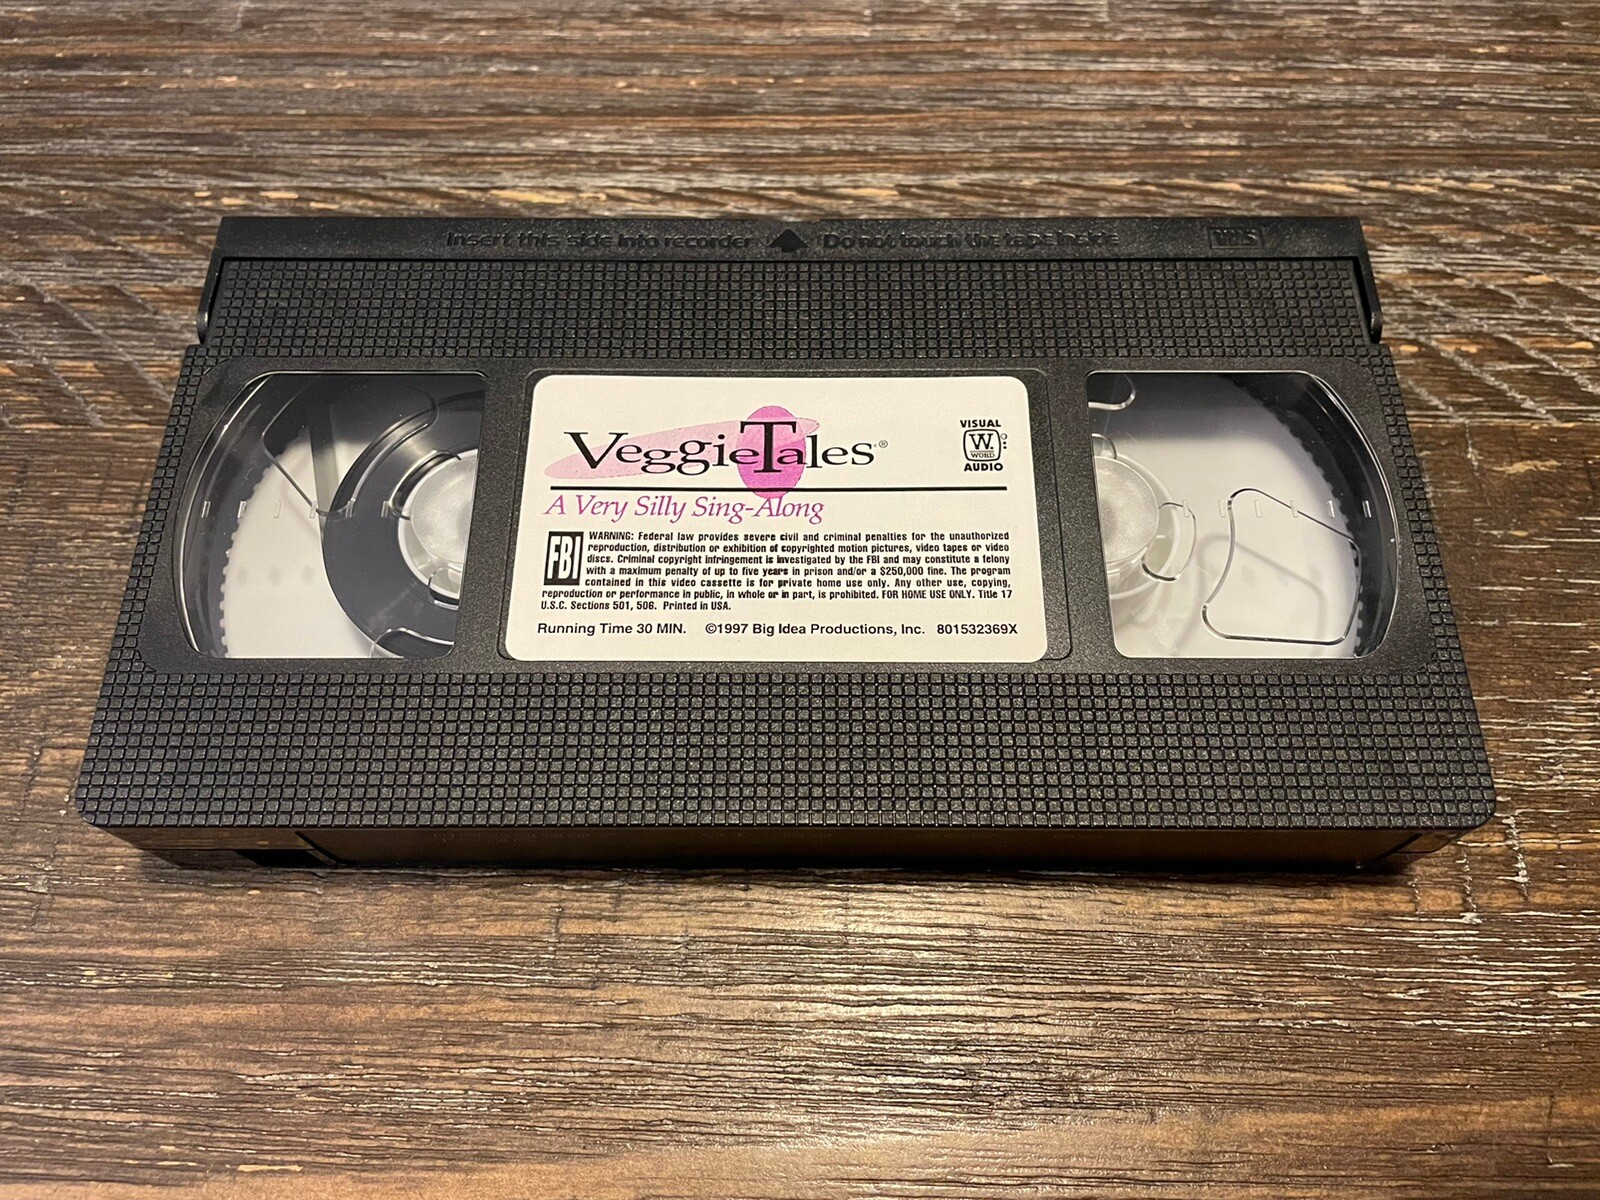 Insert this side into recorder ▲ Do not touch the tape inside VHS
VeggieTales®
VISUAL
W.
WORD
AUDIO
A Very Silly Sing-Along
FBI
WARNING: Federal law provides severe civil and criminal penalties for the unauthorized
reproduction, distribution or exhibition of copyrighted motion pictures, video tapes or video
discs. Criminal copyright infringement is investigated by the FBI and may constitute a felony
with a maximum penalty of up to five years in prison and/or a $250,000 fine. The program
contained in this video cassette is for private home use only. Any other use, copying,
reproduction or performance in public, in whole or in part, is prohibited. FOR HOME USE ONLY. Title 17
U.S.C. Sections 501, 506. Printed in USA.
Running Time 30 MIN. ©1997 Big Idea Productions, Inc. 801532369X